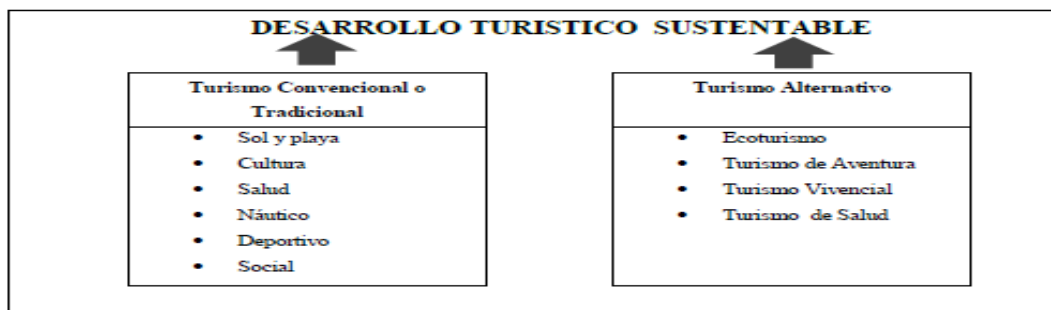 DESARROLLO TURISTICO SUSTENTABLE
Turismo Convencional o
Tradicional
• Sol y playa
• Cultura
• Salud
• Náutico
• Deportivo
• Social
Turismo Alternativo
• Ecoturismo
• Turismo de Aventura
• Turismo Vivencial
• Turismo de Salud